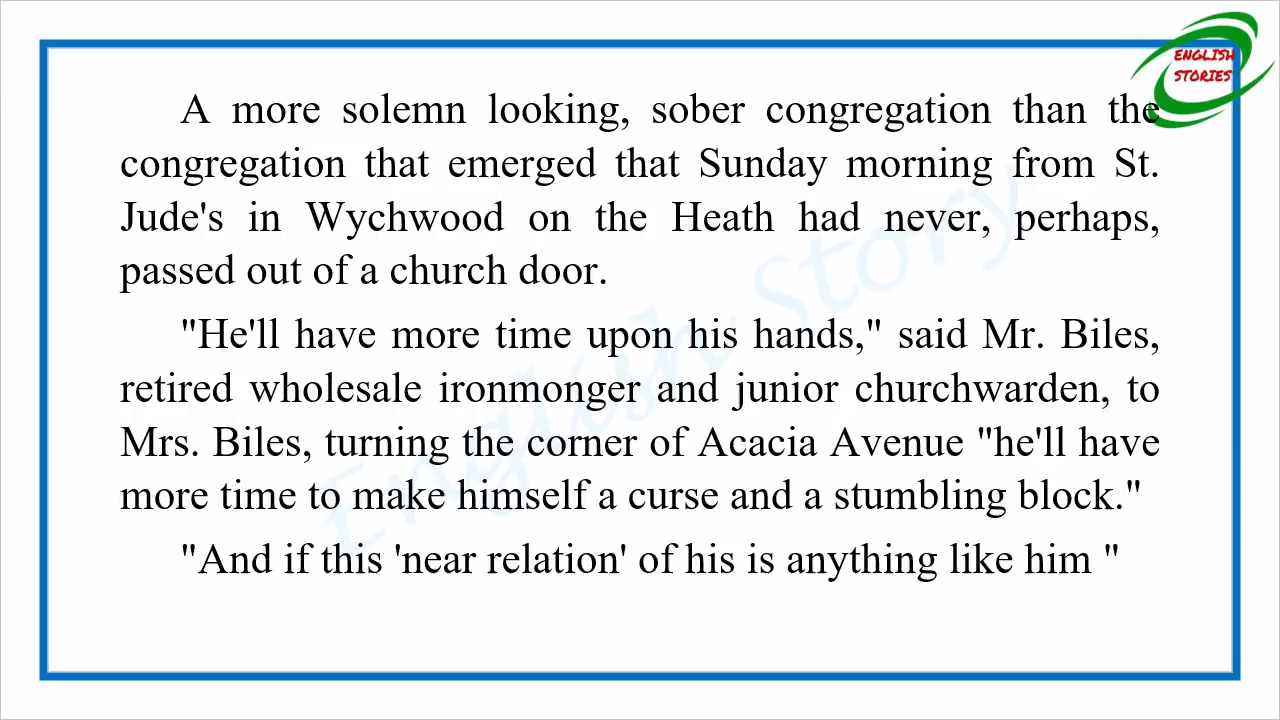 ENGLISH
STORIES
A more solemn looking, sober congregation than the
congregation that emerged that Sunday morning from St.
Jude's in Wychwood on the Heath had never, perhaps,
passed out of a church door.
"He'll have more time upon his hands," said Mr. Biles,
retired wholesale ironmonger and junior churchwarden, to
Mrs. Biles, turning the corner of Acacia Avenue "he'll have
more time to make himself a curse and a stumbling block."
"And if this 'near relation' of his is anything like him "
English Story